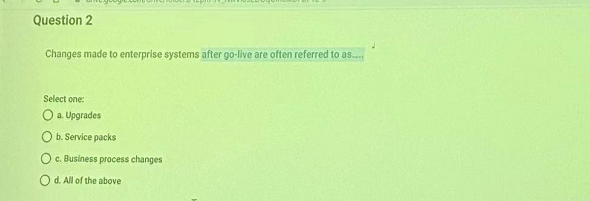 Question 2
Changes made to enterprise systems after go-live are often referred to as.....
Select one:
a. Upgrades
b. Service packs
c. Business process changes
d. All of the above